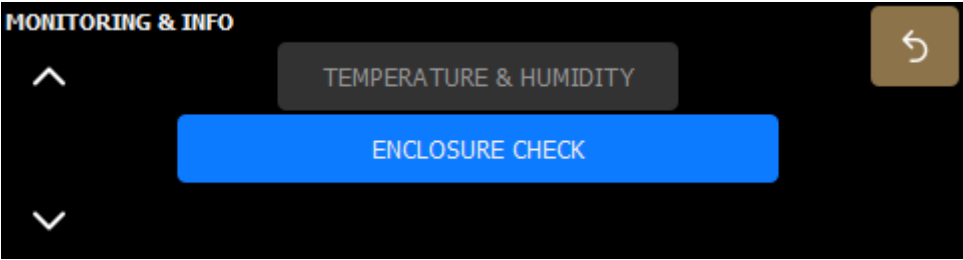 MONITORING & INFO
TEMPERATURE & HUMIDITY
ENCLOSURE CHECK